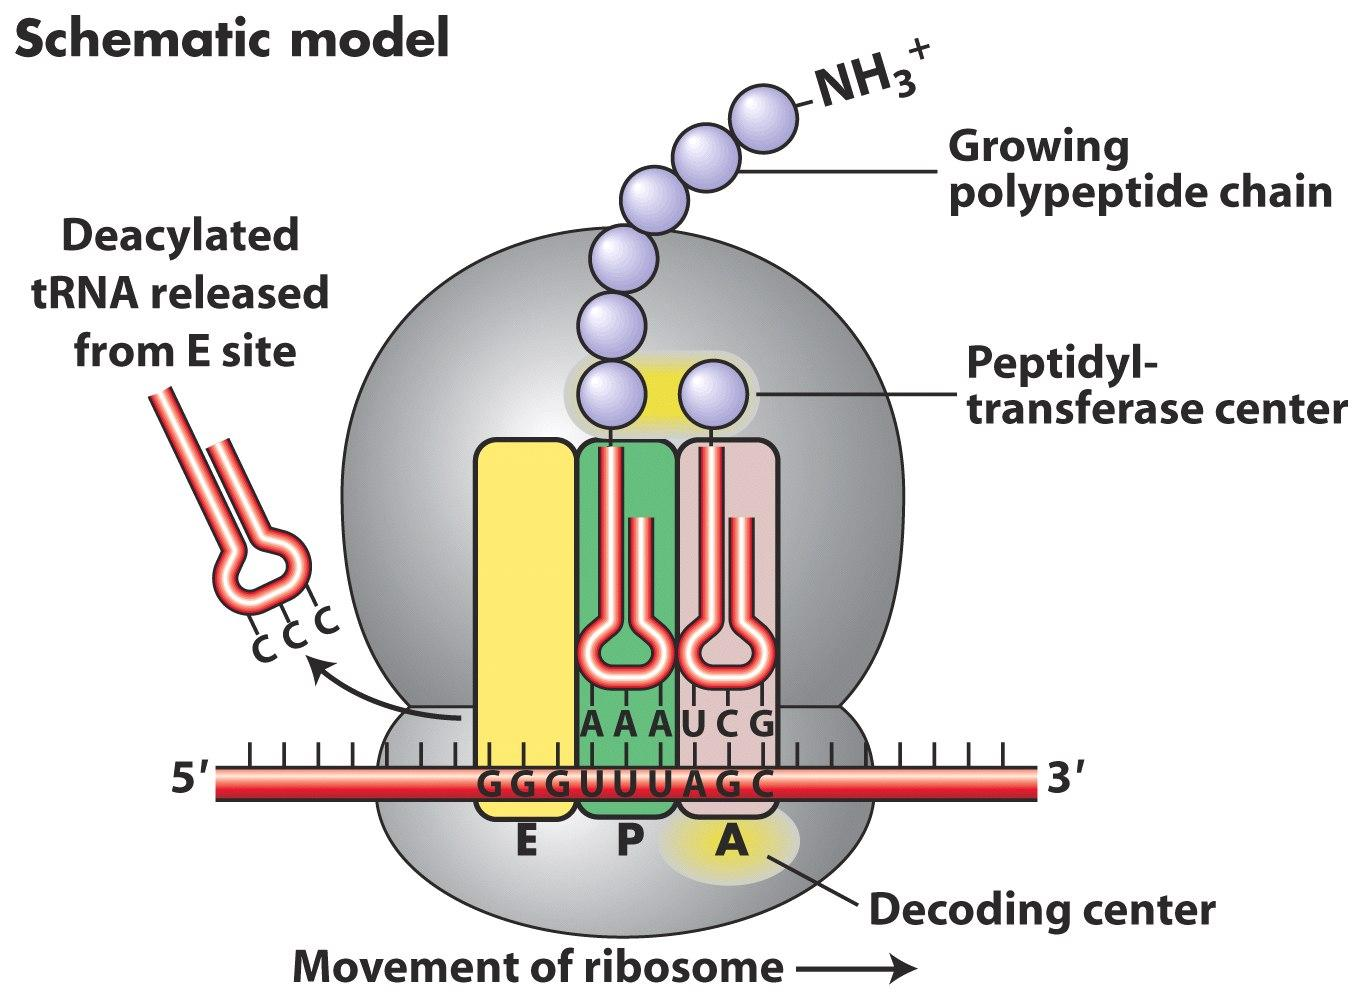 Schematic model
NH3+
Growing
polypeptide chain
Deacylated
tRNA released
from E site
Peptidyl-
transferase center
C C C
A A A U C G
5′ G G G U U U A G C 3′
E P A
Decoding center
Movement of ribosome